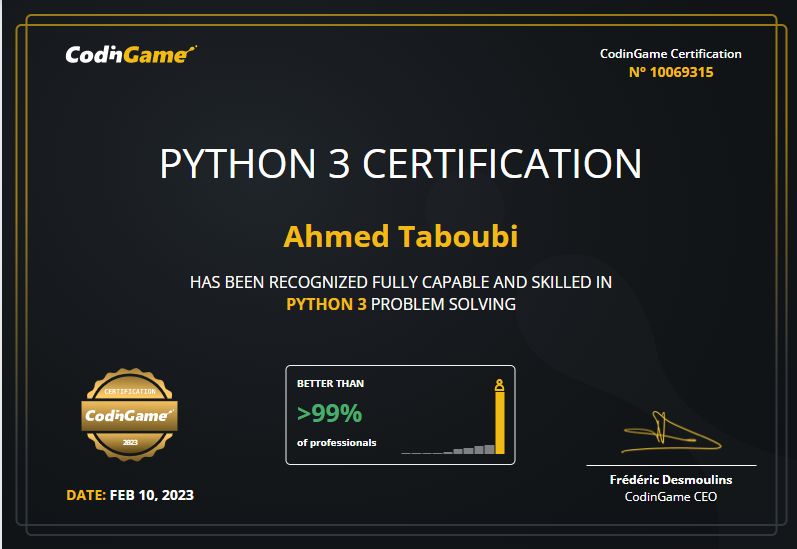 CodinGame
CodinGame Certification
N° 10069315
PYTHON 3 CERTIFICATION
Ahmed Taboubi
HAS BEEN RECOGNIZED FULLY CAPABLE AND SKILLED IN
PYTHON 3 PROBLEM SOLVING
CERTIFICATION
CodinGame
2023
BETTER THAN
>99%
of professionals
DATE: FEB 10, 2023
Frédéric Desmoulins
CodinGame CEO